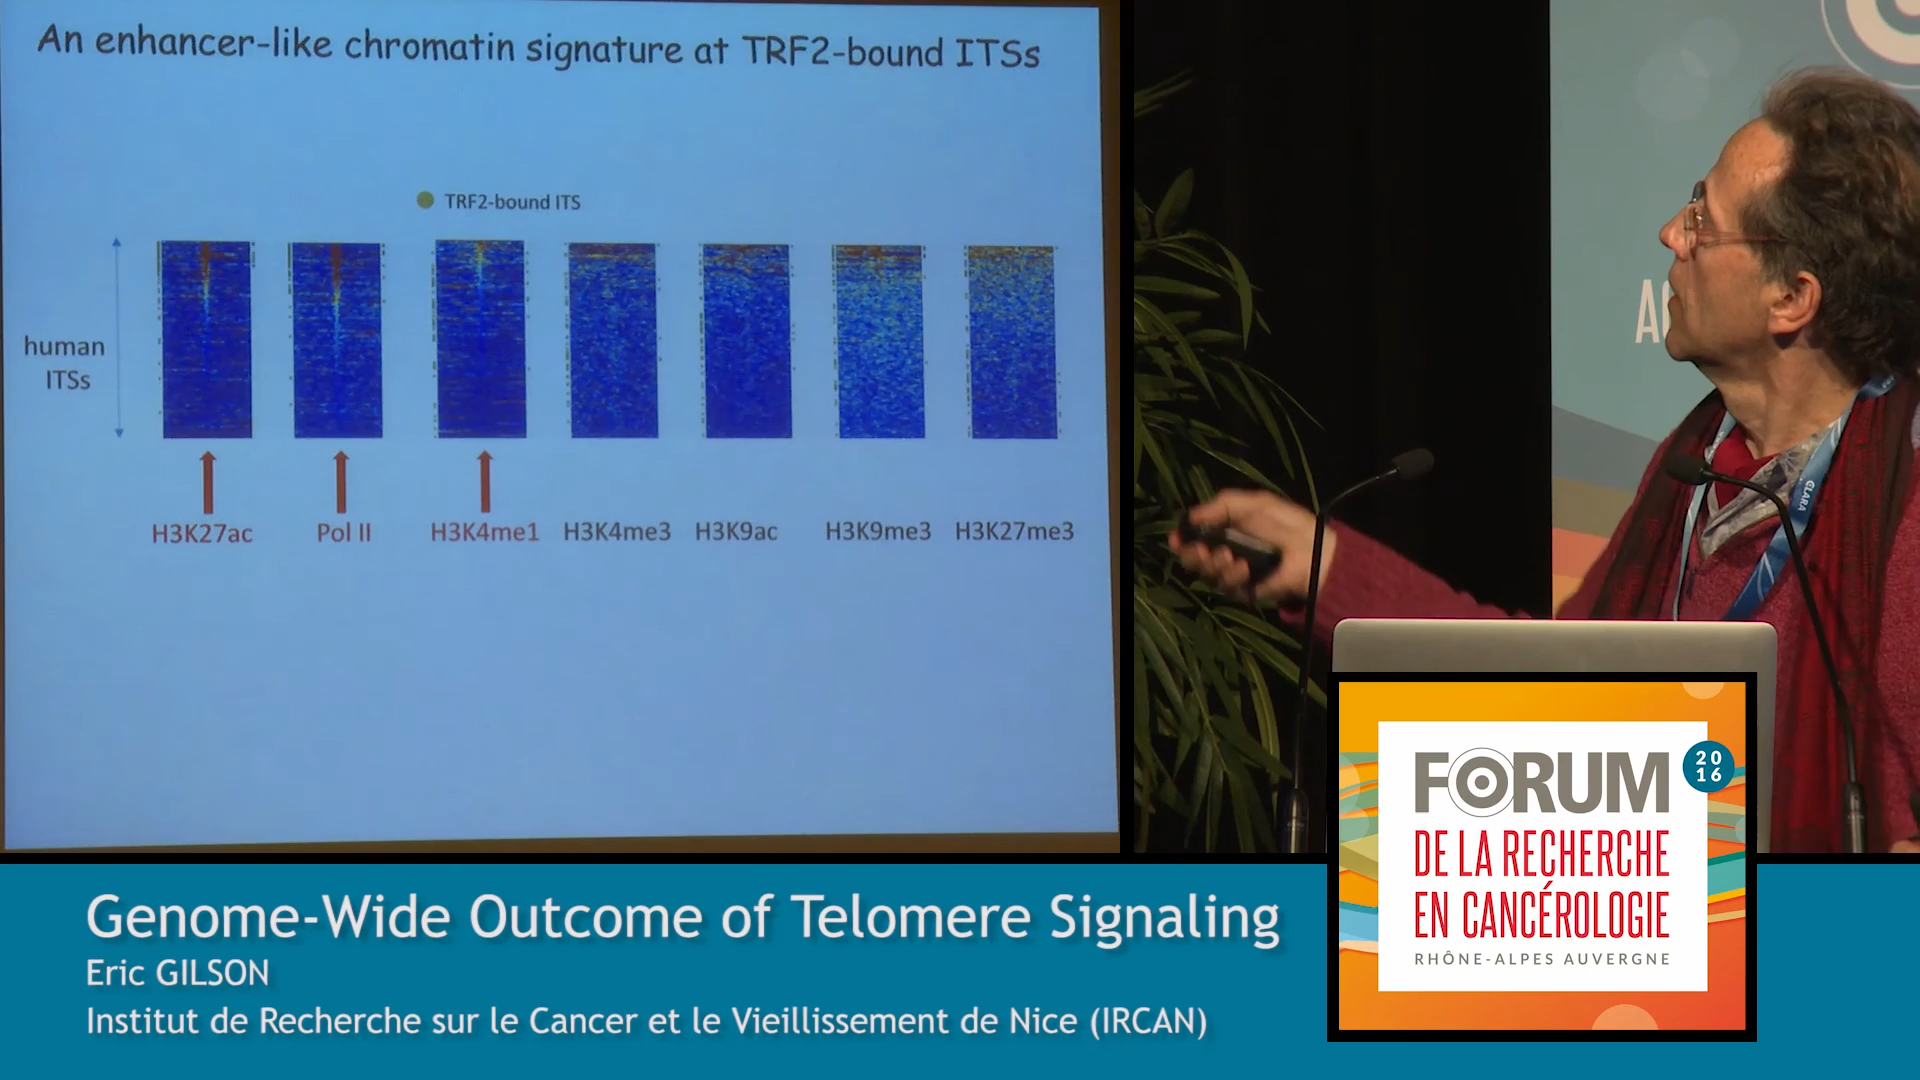 An enhancer-like chromatin signature at TRF2-bound ITSs
TRF2-bound ITS
human
ITSs
H3K27ac Pol II H3K4me1 H3K4me3 H3K9ac H3K9me3 H3K27me3
CLARA
FORUM
20
16
DE LA RECHERCHE
EN CANCÉROLOGIE
RHÔNE-ALPES AUVERGNE
Genome-Wide Outcome of Telomere Signaling
Eric GILSON
Institut de Recherche sur le Cancer et le Vieillissement de Nice (IRCAN)